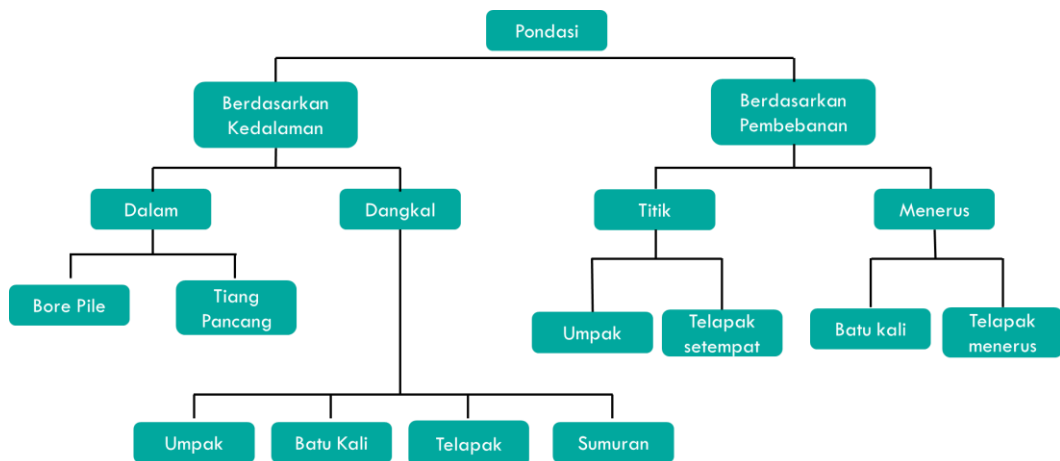 Pondasi
Berdasarkan
Kedalaman
Berdasarkan
Pembebanan
Dalam
Dangkal
Titik
Menerus
Bore Pile
Tiang
Pancang
Umpak
Telapak
setempat
Batu kali
Telapak
menerus
Umpak
Batu Kali
Telapak
Sumuran